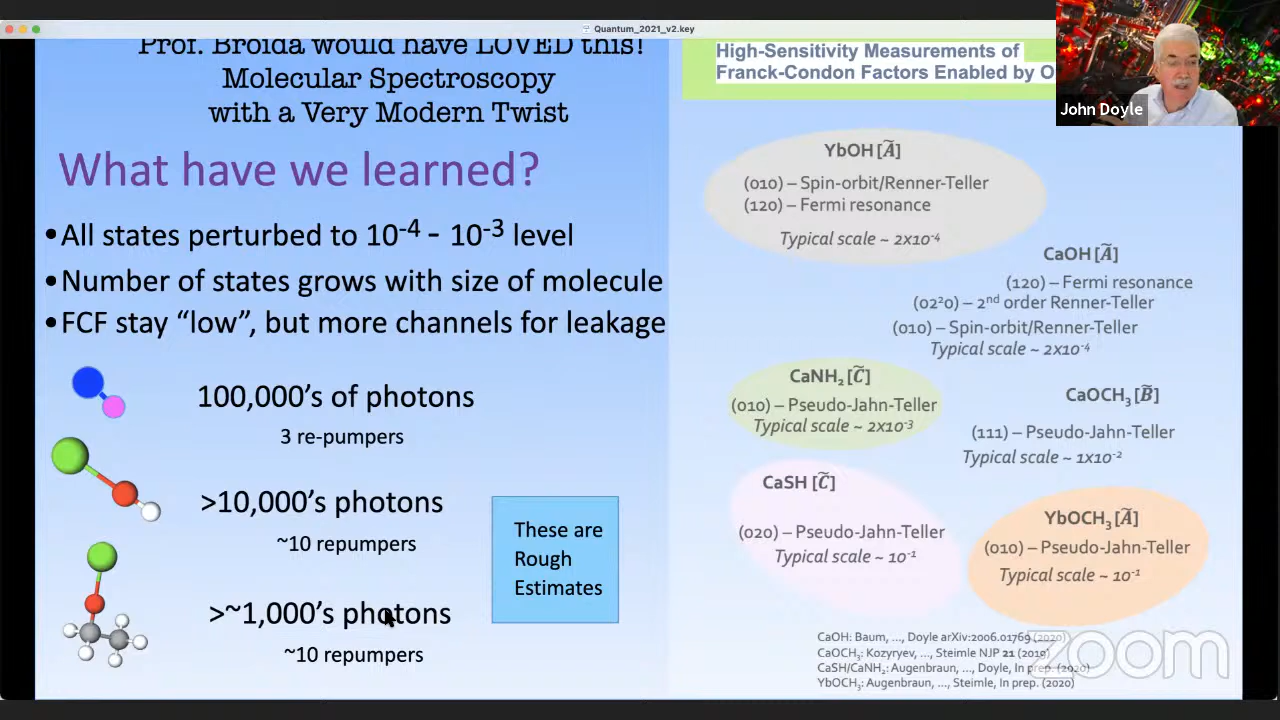 Quantum_2021_v2.key
Prof. Broida would have LOVED this!
Molecular Spectroscopy
with a Very Modern Twist
What have we learned?
•All states perturbed to 10⁻⁴ - 10⁻³ level
•Number of states grows with size of molecule
•FCF stay “low”, but more channels for leakage
100,000’s of photons
3 re-pumpers
>10,000’s photons
~10 repumpers
>~1,000’s photons
~10 repumpers
These are
Rough
Estimates
High-Sensitivity Measurements of
Franck-Condon Factors Enabled by O
John Doyle
YbOH [Ã]
(010) – Spin-orbit/Renner-Teller
(120) – Fermi resonance
Typical scale ~ 2x10⁻⁴
CaOH [Ã]
(120) – Fermi resonance
(02²0) – 2ⁿᵈ order Renner-Teller
(010) – Spin-orbit/Renner-Teller
Typical scale ~ 2x10⁻⁴
CaNH₂ [C̃]
(010) – Pseudo-Jahn-Teller
Typical scale ~ 2x10⁻³
CaOCH₃ [B̃]
(111) – Pseudo-Jahn-Teller
Typical scale ~ 1x10⁻²
CaSH [C̃]
(020) – Pseudo-Jahn-Teller
Typical scale ~ 10⁻¹
YbOCH₃ [Ã]
(010) – Pseudo-Jahn-Teller
Typical scale ~ 10⁻¹
CaOH: Baum, ..., Doyle arXiv:2006.01769 (2020)
CaOCH₃: Kozyryev, ..., Steimle NJP 21 (2019)
CaSH/CaNH₂: Augenbraun, ..., Doyle, In prep. (2020)
YbOCH₃: Augenbraun, ..., Steimle, In prep. (2020)
zoom